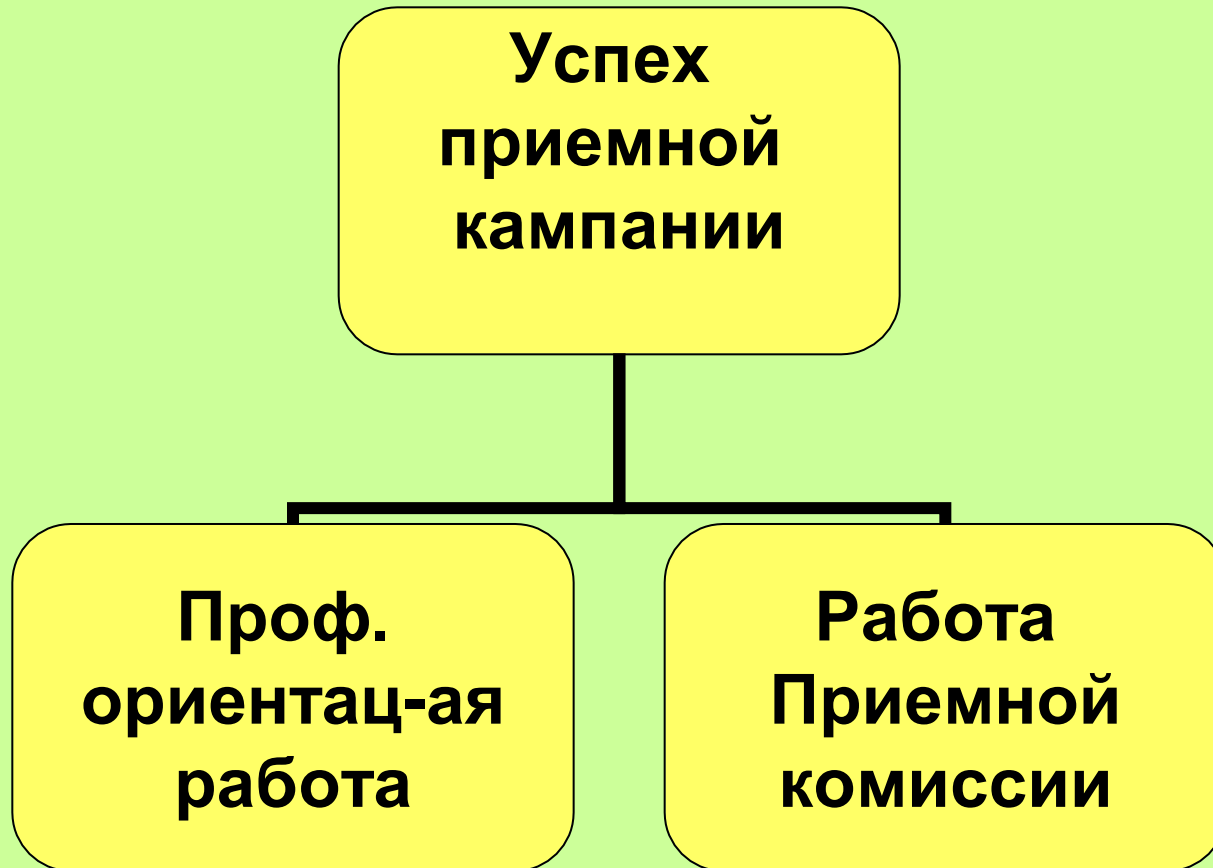 Успех
приемной
кампании
Проф.
ориентац-ая
работа
Работа
Приемной
комиссии